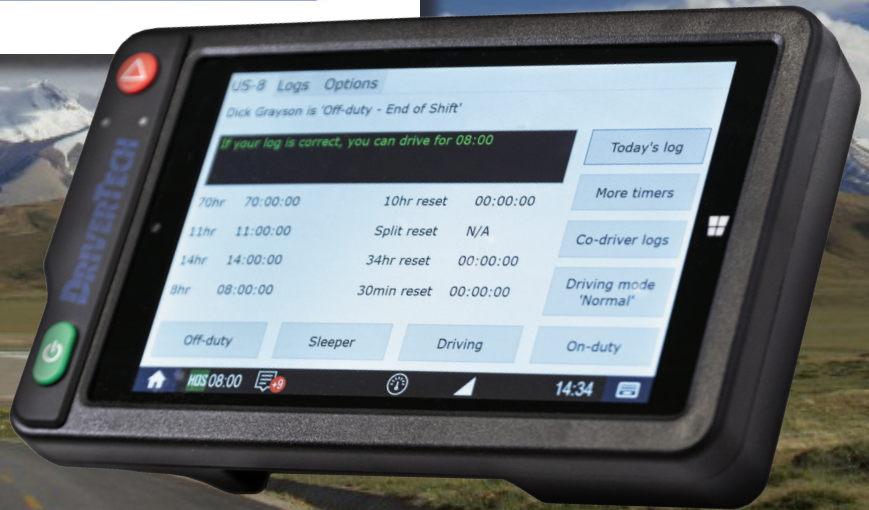 DRIVERTECH
US-8 Logs Options
Dick Grayson is 'Off-duty - End of Shift'
If your log is correct, you can drive for 08:00
Today's log
70hr 70:00:00 10hr reset 00:00:00
More timers
11hr 11:00:00 Split reset N/A
Co-driver logs
14hr 14:00:00 34hr reset 00:00:00
Driving mode
'Normal'
8hr 08:00:00 30min reset 00:00:00
Off-duty Sleeper Driving On-duty
HOS 08:00 +9 14:34